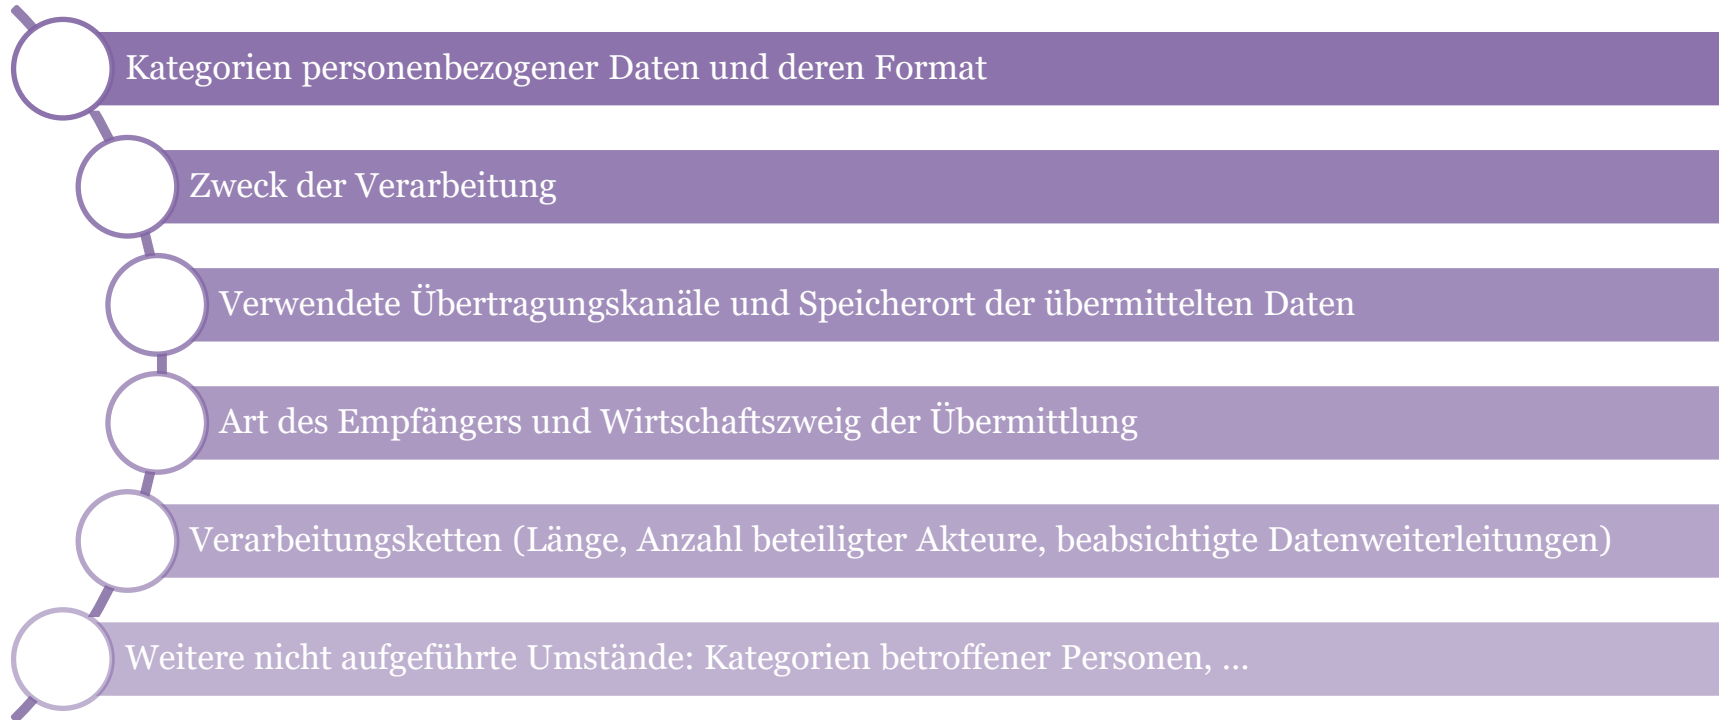 Kategorien personenbezogener Daten und deren Format
Zweck der Verarbeitung
Verwendete Übertragungskanäle und Speicherort der übermittelten Daten
Art des Empfängers und Wirtschaftszweig der Übermittlung
Verarbeitungsketten (Länge, Anzahl beteiligter Akteure, beabsichtigte Datenweiterleitungen)
Weitere nicht aufgeführte Umstände: Kategorien betroffener Personen, ...